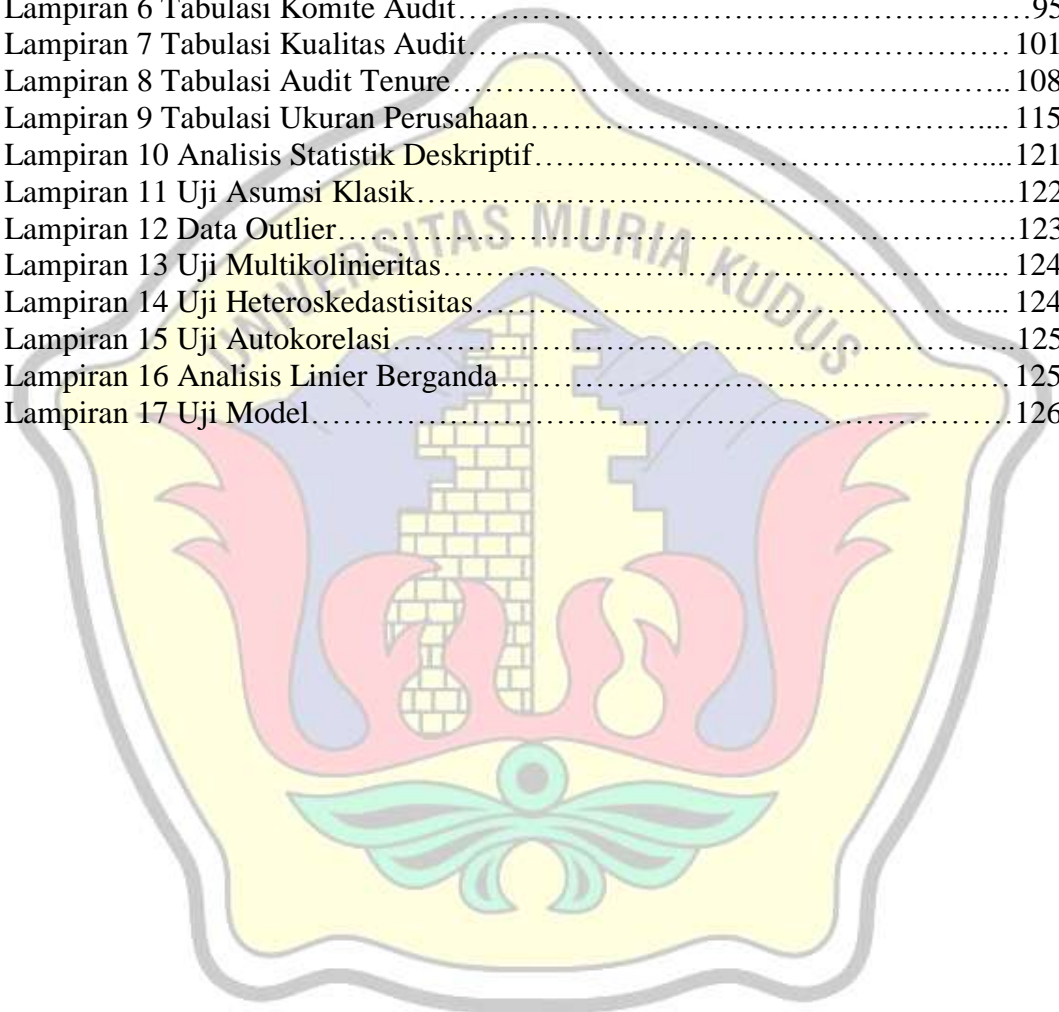 Lampiran 6 Tabulasi Komite Audit……………………………………………………95
Lampiran 7 Tabulasi Kualitas Audit………………………………………………… 101
Lampiran 8 Tabulasi Audit Tenure………………………………………………….. 108
Lampiran 9 Tabulasi Ukuran Perusahaan…………………………………………... 115
Lampiran 10 Analisis Statistik Deskriptif…………………………………………... 121
Lampiran 11 Uji Asumsi Klasik……………………………………………………... 122
Lampiran 12 Data Outlier…………………………………………………………….123
Lampiran 13 Uji Multikolinieritas…………………………………………………... 124
Lampiran 14 Uji Heteroskedastisitas………………………………………………... 124
Lampiran 15 Uji Autokorelasi………………………………………………………..125
Lampiran 16 Analisis Linier Berganda……………………………………………… 125
Lampiran 17 Uji Model………………………………………………………………126
UNIVERSITAS MURIA KUDUS